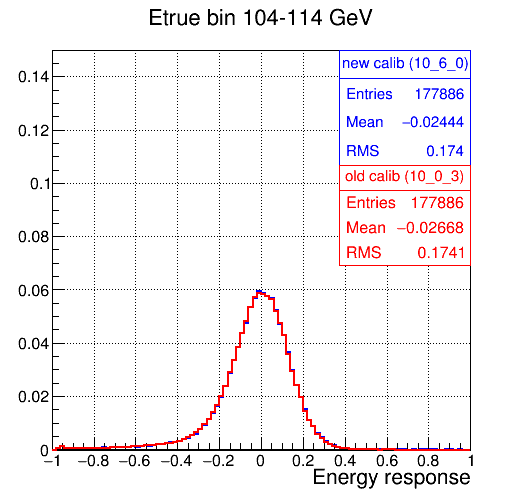 Etrue bin 104-114 GeV
new calib (10_6_0)
Entries 177886
Mean −0.02444
RMS 0.174
old calib (10_0_3)
Entries 177886
Mean −0.02668
RMS 0.1741
0.14
0.12
0.1
0.08
0.06
0.04
0.02
0
−1 −0.8 −0.6 −0.4 −0.2 0 0.2 0.4 0.6 0.8 1
Energy response